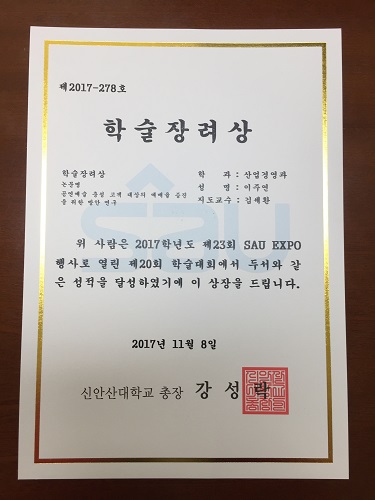 제2017-278호
학술장려상
학술장려상
논문명
공연예술 충성 고객 대상의 재매출 증진
을 위한 방안 연구
학 과 : 산업경영과
성 명 : 이주연
지도교수 : 김세환
위 사람은 2017학년도 제23회 SAU EXPO
행사로 열린 제20회 학술대회에서 두서와 같
은 성적을 달성하였기에 이 상장을 드립니다.
2017년 11월 8일
신안산대학교 총장 강성락